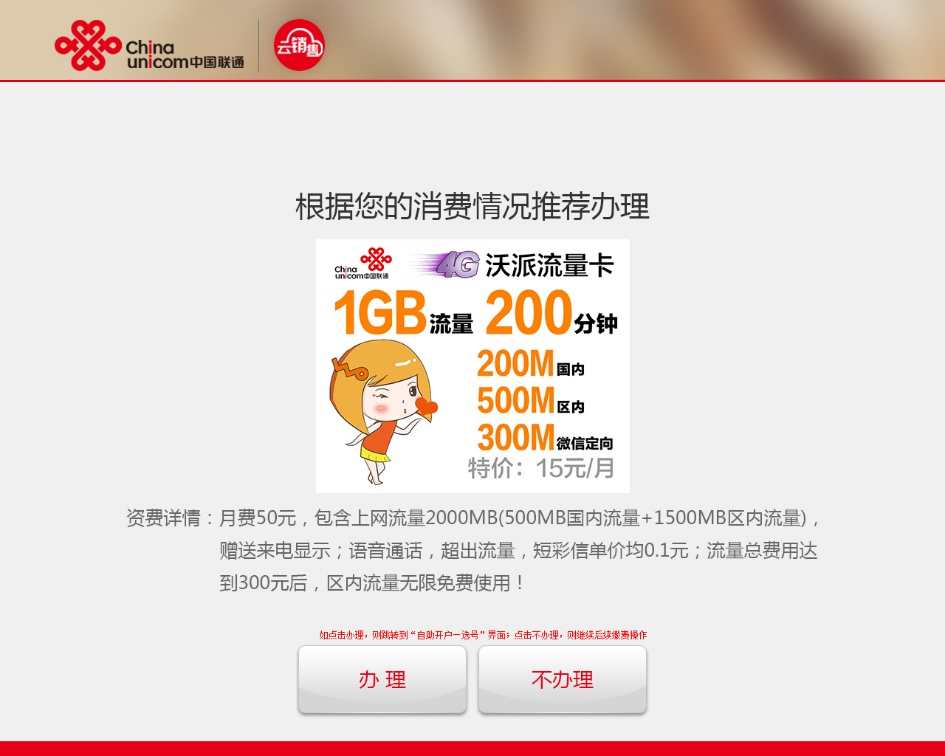 China
unicom中国联通
云销售
根据您的消费情况推荐办理
China
unicom中国联通
4G 沃派流量卡
1GB流量 200分钟
200M国内
500M区内
300M微信定向
特价：15元/月
资费详情：月费50元，包含上网流量2000MB(500MB国内流量+1500MB区内流量)，
赠送来电显示；语音通话，超出流量，短彩信单价均0.1元；流量总费用达
到300元后，区内流量无限免费使用！
如点击办理，则跳转到“自助开户—选号”界面；点击不办理，则继续后续缴费操作
办 理
不办理